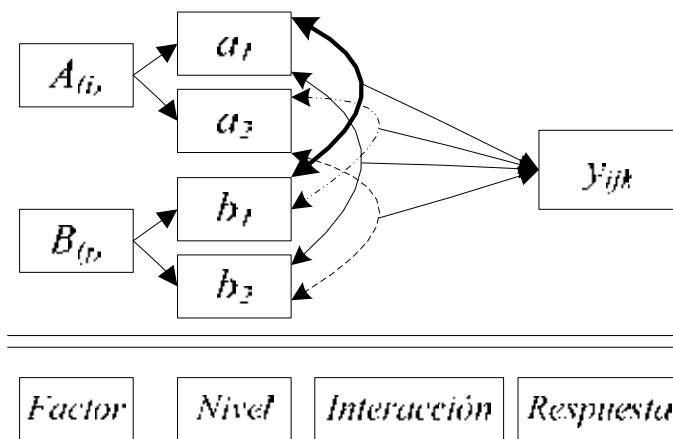 A(i)
a1
a2
B(j)
b1
b2
yijk
Factor
Nivel
Interacción
Respuesta